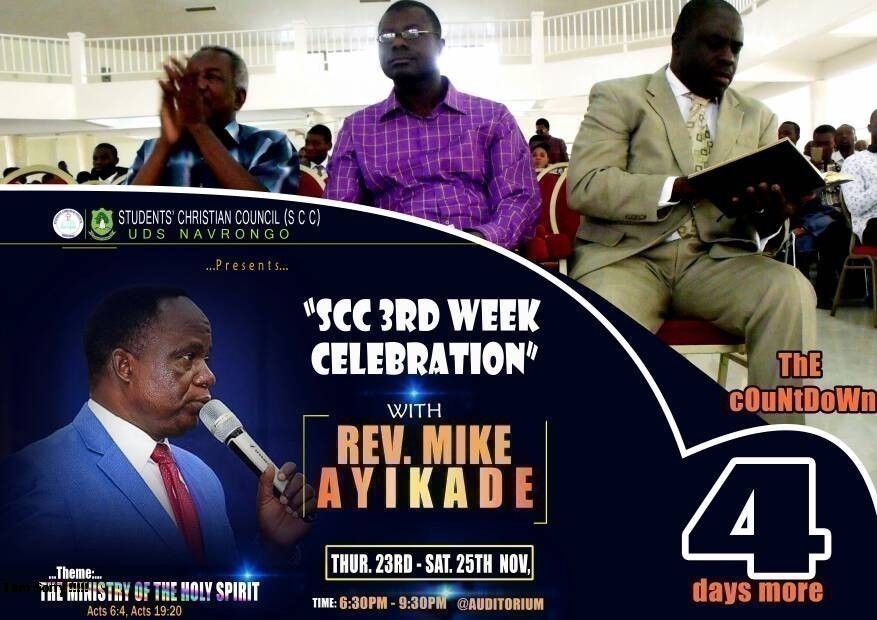 STUDENTS' CHRISTIAN COUNCIL (S C C)
UDS NAVRONGO
...Presents...
"SCC 3RD WEEK
CELEBRATION"
WITH
REV. MIKE
AYIKADE
THUR. 23RD - SAT. 25TH NOV,
TIME: 6:30PM - 9:30PM @AUDITORIUM
...Theme:...
THE MINISTRY OF THE HOLY SPIRIT
Acts 6:4, Acts 19:20
ThE
cOuNtDoWn
4
days more